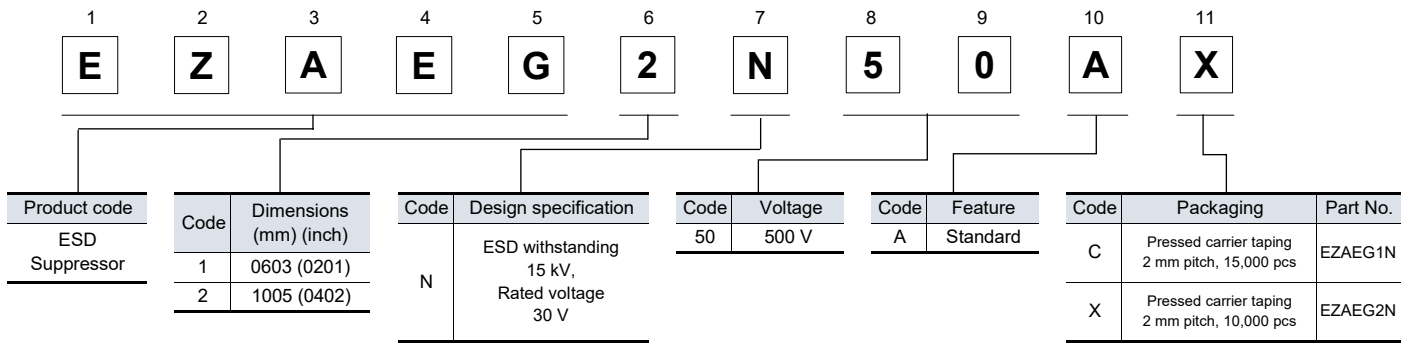 1 2 3 4 5 6 7 8 9 10 11
E Z A E G 2 N 5 0 A X
Product code
ESD
Suppressor
Code Dimensions
(mm) (inch)
1 0603 (0201)
2 1005 (0402)
Code Design specification
N ESD withstanding
15 kV,
Rated voltage
30 V
Code Voltage
50 500 V
Code Feature
A Standard
Code Packaging Part No.
C Pressed carrier taping
2 mm pitch, 15,000 pcs EZAEG1N
X Pressed carrier taping
2 mm pitch, 10,000 pcs EZAEG2N